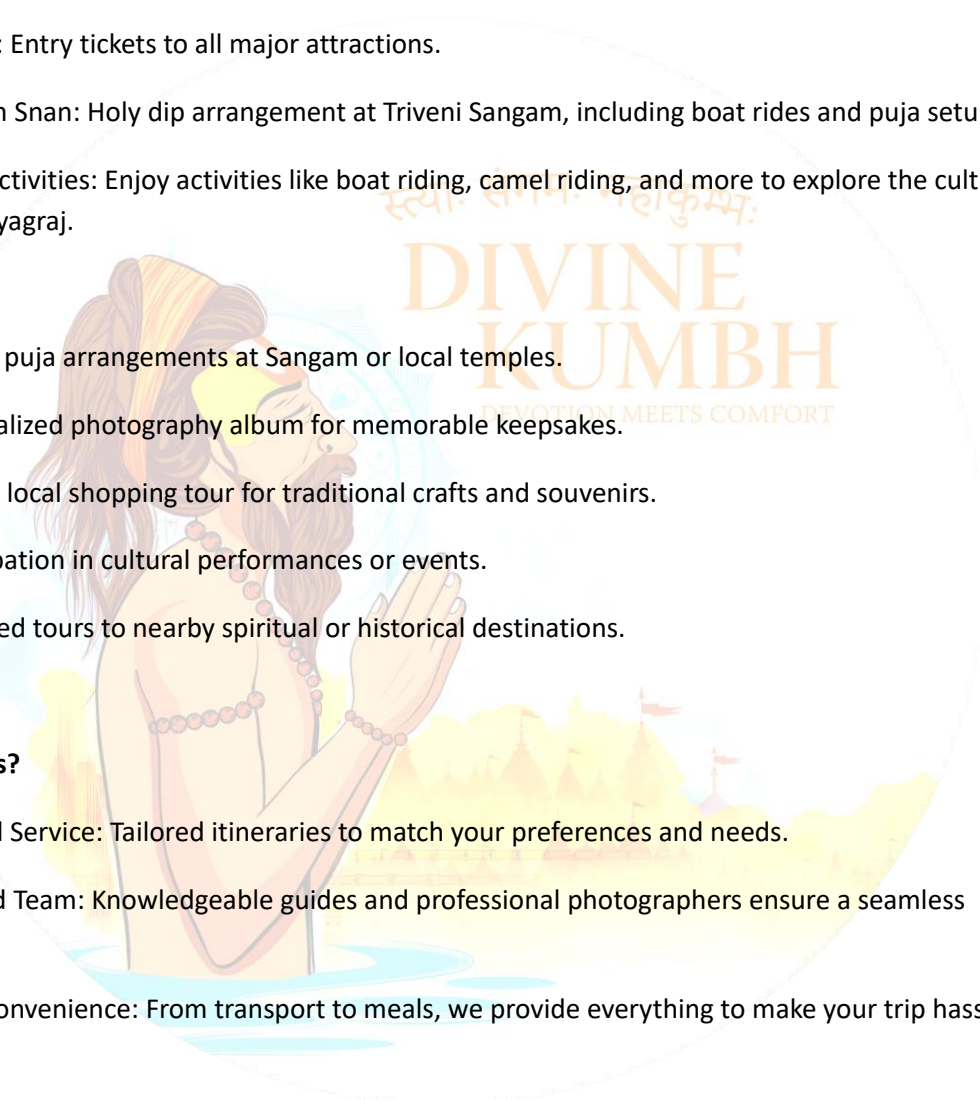 : Entry tickets to all major attractions.
n Snan: Holy dip arrangement at Triveni Sangam, including boat rides and puja setu
ctivities: Enjoy activities like boat riding, camel riding, and more to explore the cult
yagraj.
स्त्याः संगमः महाकुम्भः
DIVINE
KUMBH
DEVOTION MEETS COMFORT
puja arrangements at Sangam or local temples.
alized photography album for memorable keepsakes.
local shopping tour for traditional crafts and souvenirs.
pation in cultural performances or events.
ed tours to nearby spiritual or historical destinations.
s?
l Service: Tailored itineraries to match your preferences and needs.
d Team: Knowledgeable guides and professional photographers ensure a seamless
onvenience: From transport to meals, we provide everything to make your trip hass